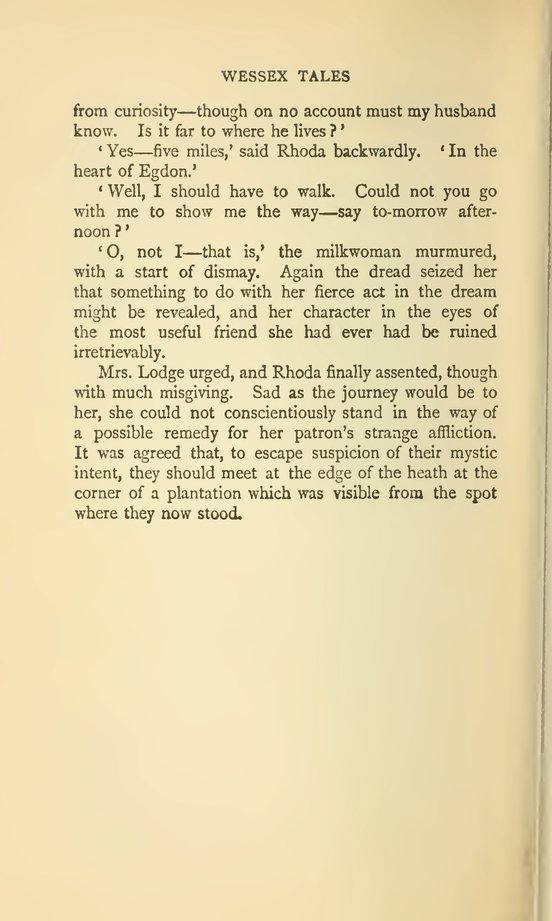 WESSEX TALES
from curiosity—though on no account must my husband
know. Is it far to where he lives?’
‘Yes—five miles,’ said Rhoda backwardly. ‘In the
heart of Egdon.’
‘Well, I should have to walk. Could not you go
with me to show me the way—say to-morrow after-
noon?’
‘O, not I—that is,’ the milkwoman murmured,
with a start of dismay. Again the dread seized her
that something to do with her fierce act in the dream
might be revealed, and her character in the eyes of
the most useful friend she had ever had be ruined
irretrievably.
Mrs. Lodge urged, and Rhoda finally assented, though
with much misgiving. Sad as the journey would be to
her, she could not conscientiously stand in the way of
a possible remedy for her patron’s strange affliction.
It was agreed that, to escape suspicion of their mystic
intent, they should meet at the edge of the heath at the
corner of a plantation which was visible from the spot
where they now stood.